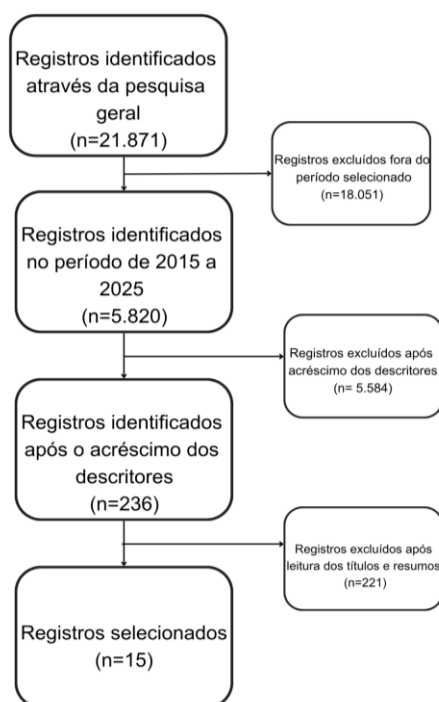 Registros identificados
através da pesquisa
geral
(n=21.871)
Registros excluídos fora do
período selecionado
(n=18.051)
Registros identificados
no período de 2015 a
2025
(n=5.820)
Registros excluídos após
acréscimo dos descritores
(n= 5.584)
Registros identificados
após o acréscimo dos
descritores
(n=236)
Registros excluídos após
leitura dos títulos e resumos
(n=221)
Registros selecionados
(n=15)